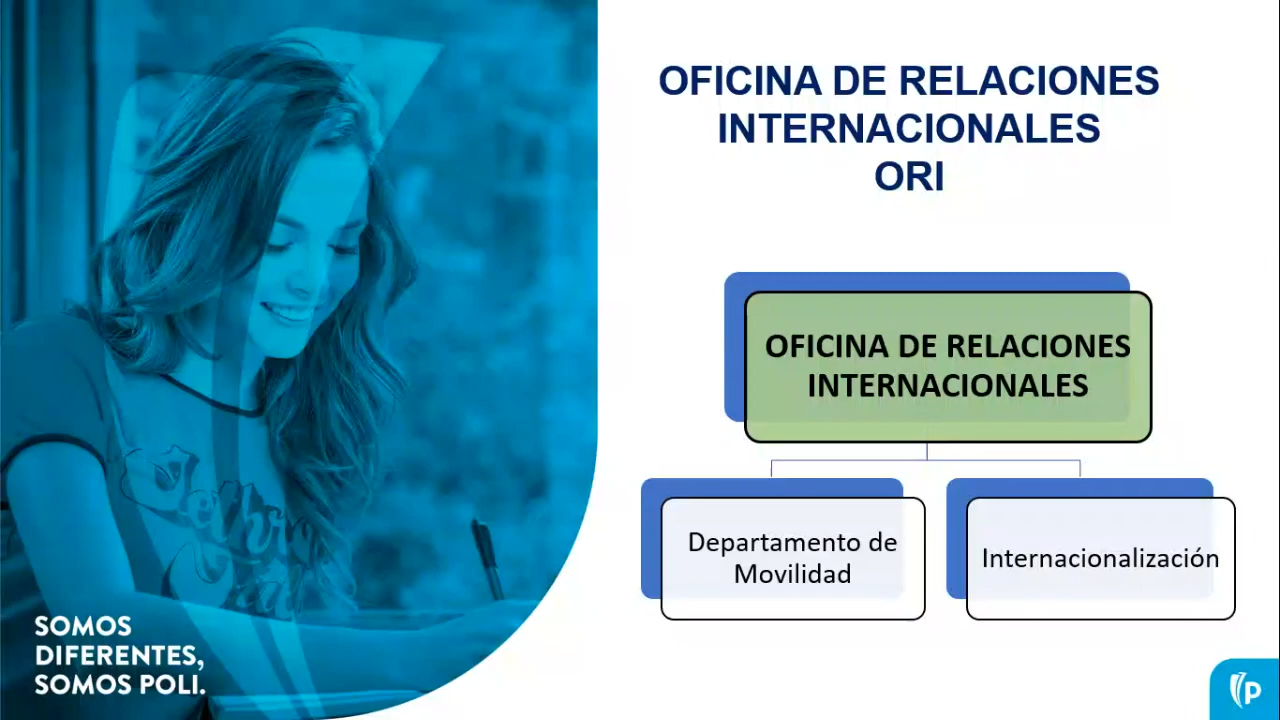 OFICINA DE RELACIONES
INTERNACIONALES
ORI
OFICINA DE RELACIONES
INTERNACIONALES
Departamento de
Movilidad
Internacionalización
SOMOS
DIFERENTES,
SOMOS POLI.
P